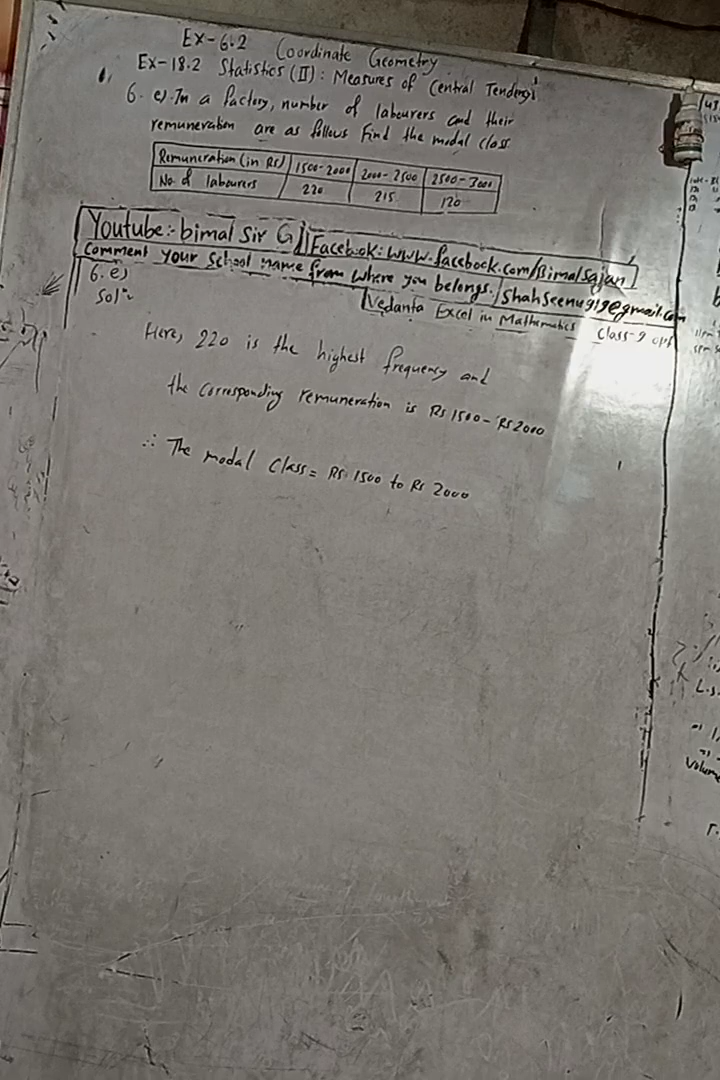 Ex-6.2 Coordinate Geometry
Ex-18.2 Statistics (II): Measures of Central Tendency
6. e) In a factory, number of labourers and their
remuneration are as follows Find the modal class
Remuneration (in RS) 1500-2000 2000-2500 2500-3000
No. of labourers 220 215 120
Youtube:- bimal Sir G Facebook: www.facebook.com/Bimalsajan
Comment your School name from where you belongs. shahseenu919@gmail.com
6. e) Vedanta Excel in Mathematics Class-9
Solⁿ:
Here, 220 is the highest frequency and
the corresponding remuneration is Rs 1500 - Rs 2000
∴ The modal Class = Rs. 1500 to Rs 2000
L.s
Volume